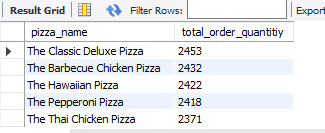 Result Grid Filter Rows: Export
pizza_name total_order_quantitiy
The Classic Deluxe Pizza 2453
The Barbecue Chicken Pizza 2432
The Hawaiian Pizza 2422
The Pepperoni Pizza 2418
The Thai Chicken Pizza 2371